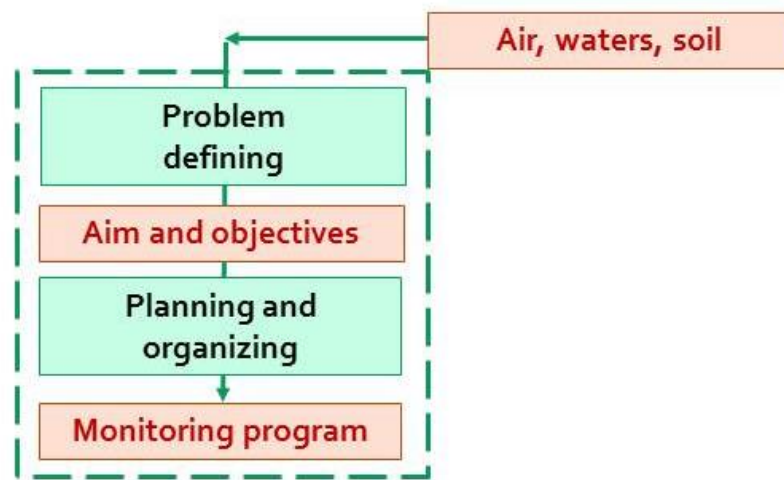 Air, waters, soil
Problem
defining
Aim and objectives
Planning and
organizing
Monitoring program